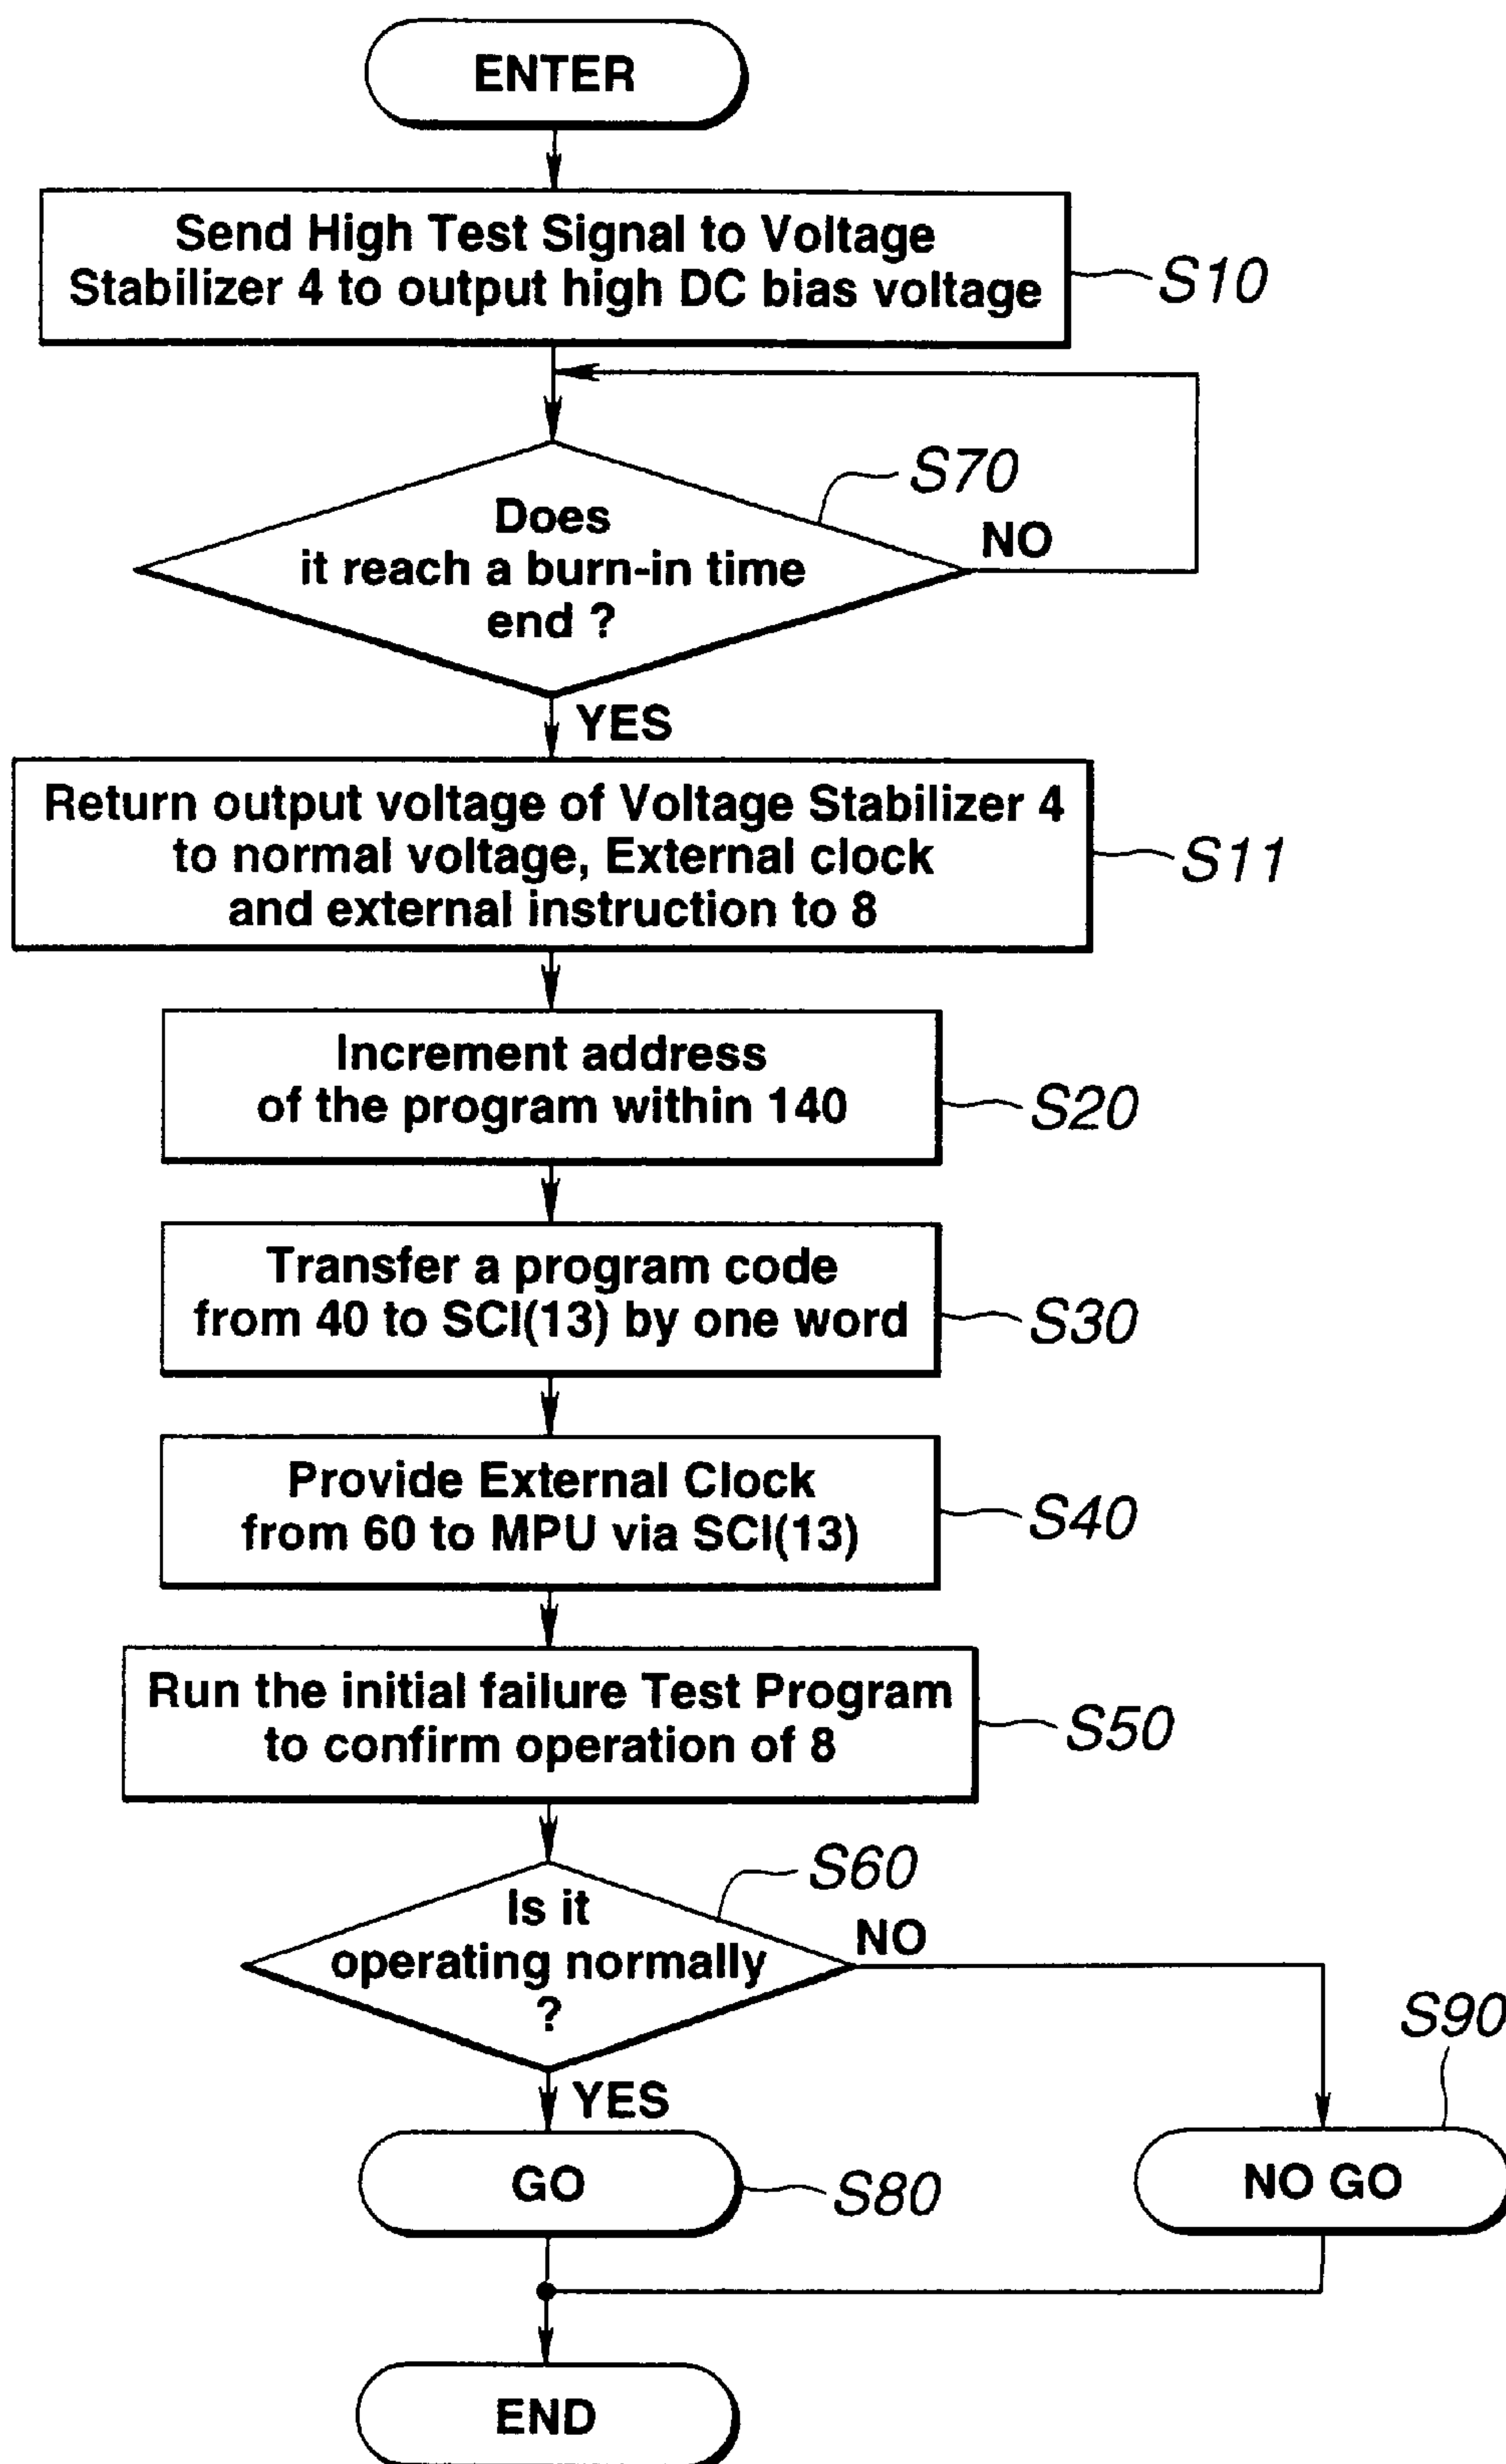 ENTER
Send High Test Signal to Voltage
Stabilizer 4 to output high DC bias voltage
S10
S70
Does
it reach a burn-in time
end ?
NO
YES
Return output voltage of Voltage Stabilizer 4
to normal voltage, External clock
and external instruction to 8
S11
Increment address
of the program within 140
S20
Transfer a program code
from 40 to SCI(13) by one word
S30
Provide External Clock
from 60 to MPU via SCI(13)
S40
Run the initial failure Test Program
to confirm operation of 8
S50
S60
Is it
operating normally
?
NO
S90
YES
GO
S80
NO GO
END